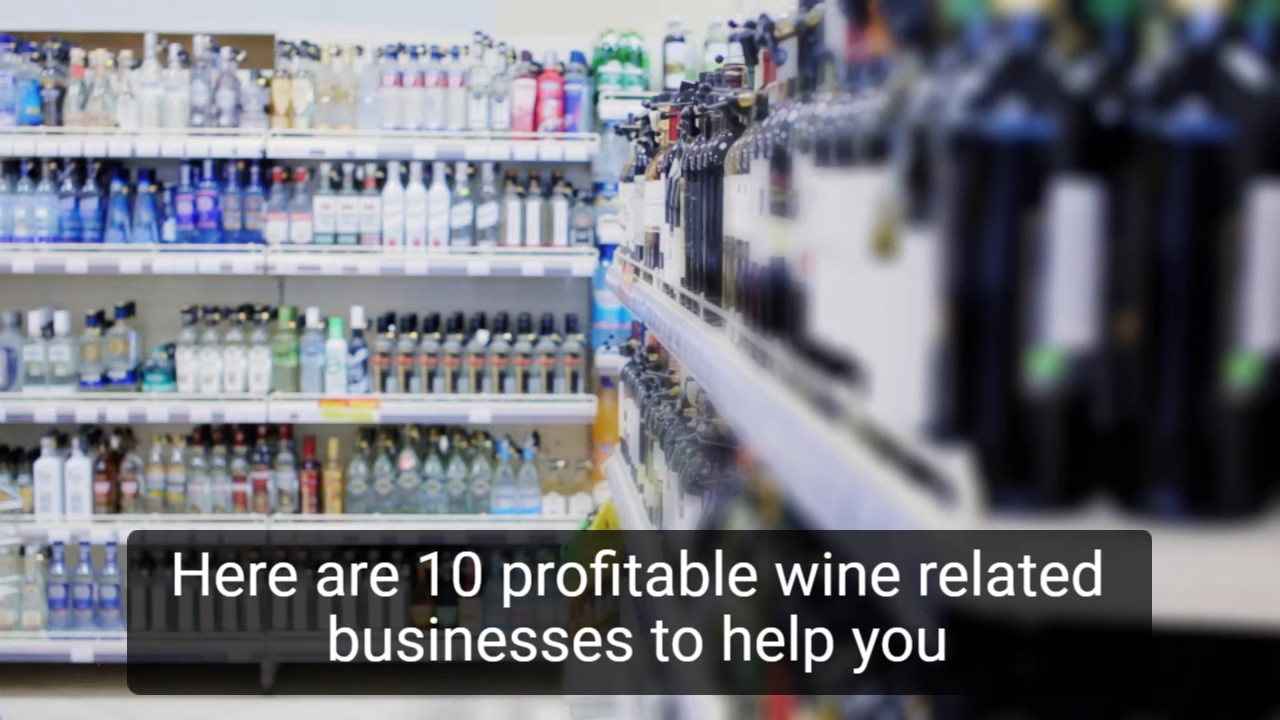 Here are 10 profitable wine related
businesses to help you